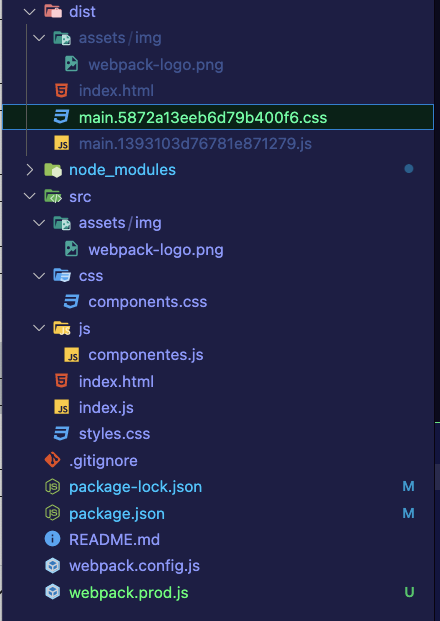 dist
assets/img
webpack-logo.png
index.html
main.5872a13eeb6d79b400f6.css
main.1393103d76781e871279.js
node_modules
src
assets/img
webpack-logo.png
css
components.css
js
JS componentes.js
index.html
JS index.js
styles.css
.gitignore
package-lock.json M
package.json M
README.md
webpack.config.js
webpack.prod.js U